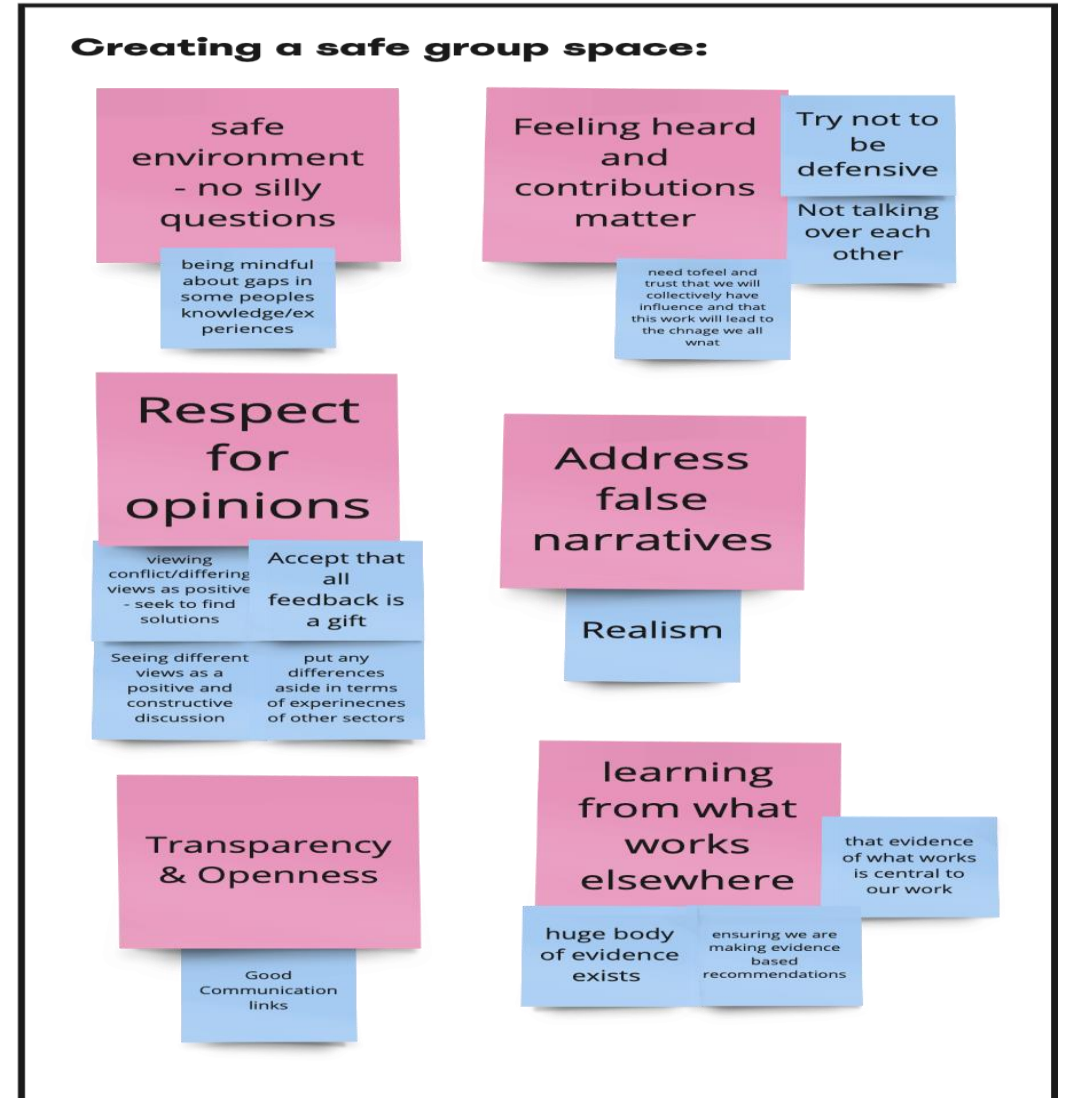 Creating a safe group space:
safe
environment
- no silly
questions
being mindful
about gaps in
some peoples
knowledge/ex
periences
Feeling heard
and
contributions
matter
Try not to
be
defensive
Not talking
over each
other
need tofeel and
trust that we will
collectively have
influence and that
this work will lead to
the chnage we all
wnat
Respect
for
opinions
viewing
conflict/differing
views as positive
- seek to find
solutions
Accept that
all
feedback is
a gift
Seeing different
views as a
positive and
constructive
discussion
put any
differences
aside in terms
of experinecnes
of other sectors
Address
false
narratives
Realism
Transparency
& Openness
Good
Communication
links
learning
from what
works
elsewhere
that evidence
of what works
is central to
our work
huge body
of evidence
exists
ensuring we are
making evidence
based
recommendations